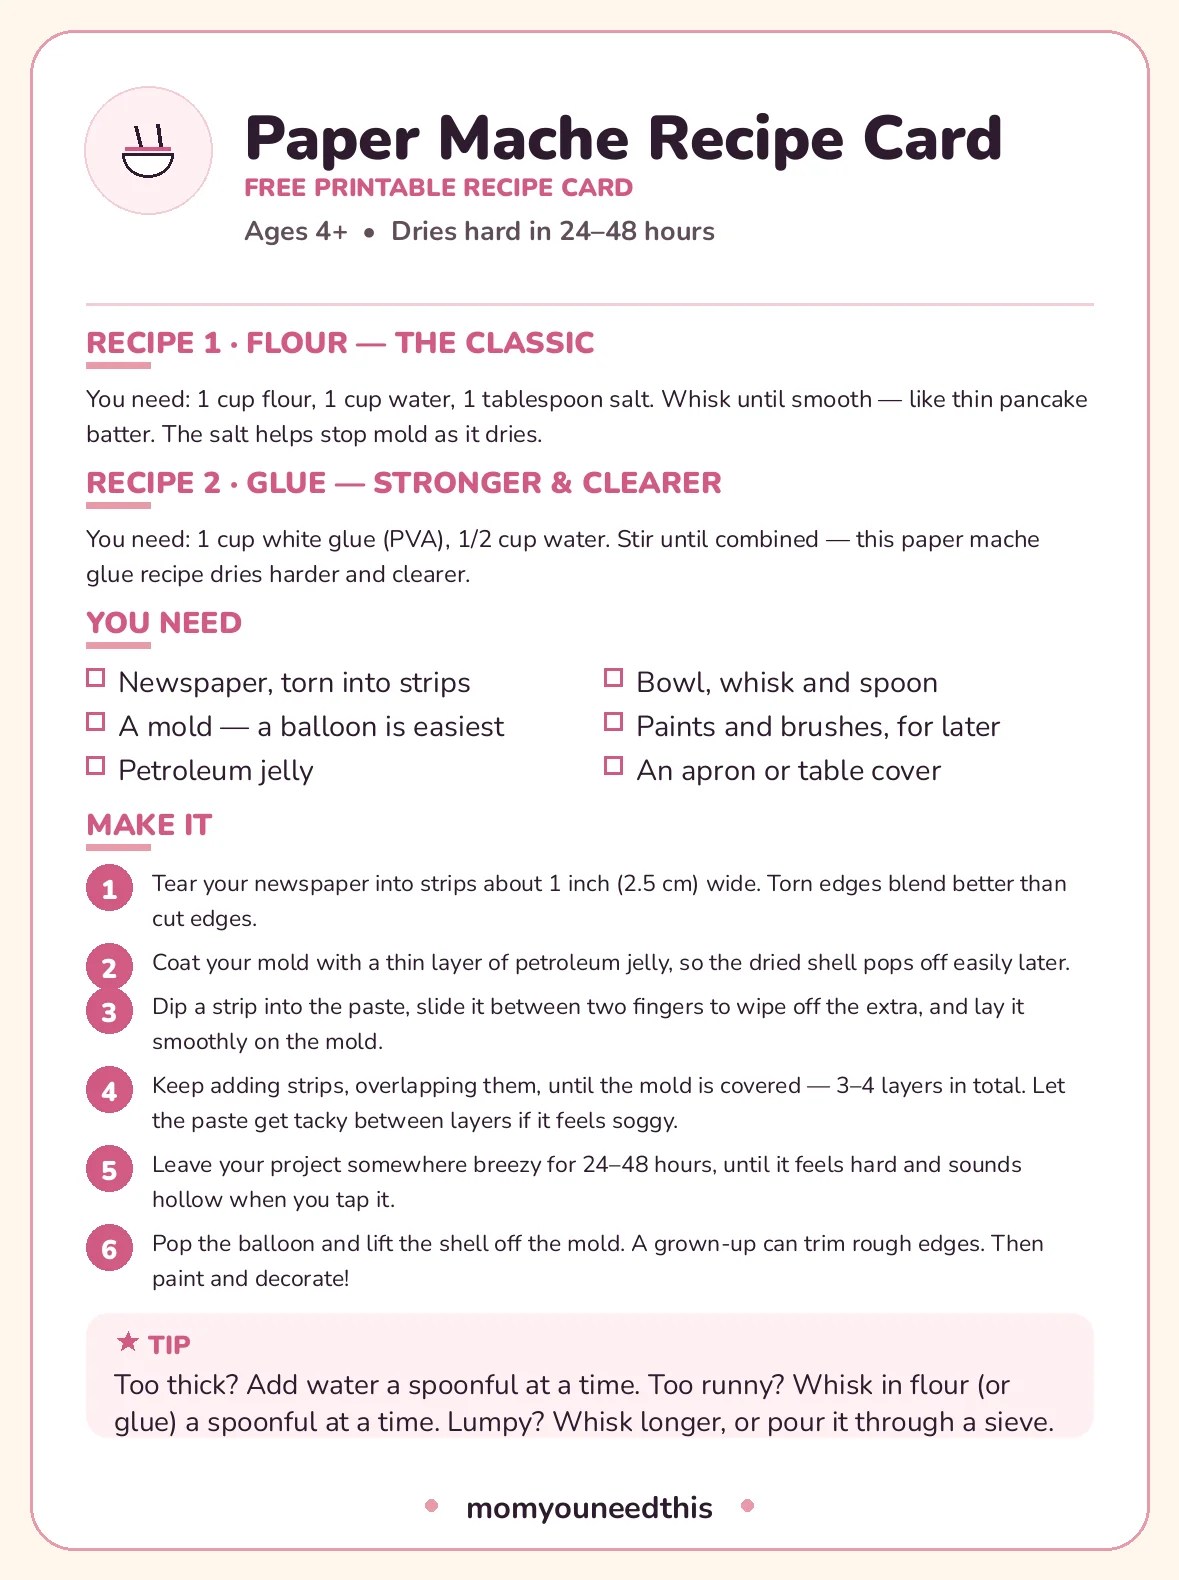 Paper Mache Recipe Card
FREE PRINTABLE RECIPE CARD
Ages 4+ • Dries hard in 24–48 hours
RECIPE 1 · FLOUR — THE CLASSIC
You need: 1 cup flour, 1 cup water, 1 tablespoon salt. Whisk until smooth — like thin pancake
batter. The salt helps stop mold as it dries.
RECIPE 2 · GLUE — STRONGER & CLEARER
You need: 1 cup white glue (PVA), 1/2 cup water. Stir until combined — this paper mache
glue recipe dries harder and clearer.
YOU NEED
Newspaper, torn into strips
A mold — a balloon is easiest
Petroleum jelly
Bowl, whisk and spoon
Paints and brushes, for later
An apron or table cover
MAKE IT
1 Tear your newspaper into strips about 1 inch (2.5 cm) wide. Torn edges blend better than
cut edges.
2 Coat your mold with a thin layer of petroleum jelly, so the dried shell pops off easily later.
3 Dip a strip into the paste, slide it between two fingers to wipe off the extra, and lay it
smoothly on the mold.
4 Keep adding strips, overlapping them, until the mold is covered — 3–4 layers in total. Let
the paste get tacky between layers if it feels soggy.
5 Leave your project somewhere breezy for 24–48 hours, until it feels hard and sounds
hollow when you tap it.
6 Pop the balloon and lift the shell off the mold. A grown-up can trim rough edges. Then
paint and decorate!
★ TIP
Too thick? Add water a spoonful at a time. Too runny? Whisk in flour (or
glue) a spoonful at a time. Lumpy? Whisk longer, or pour it through a sieve.
momyouneedthis